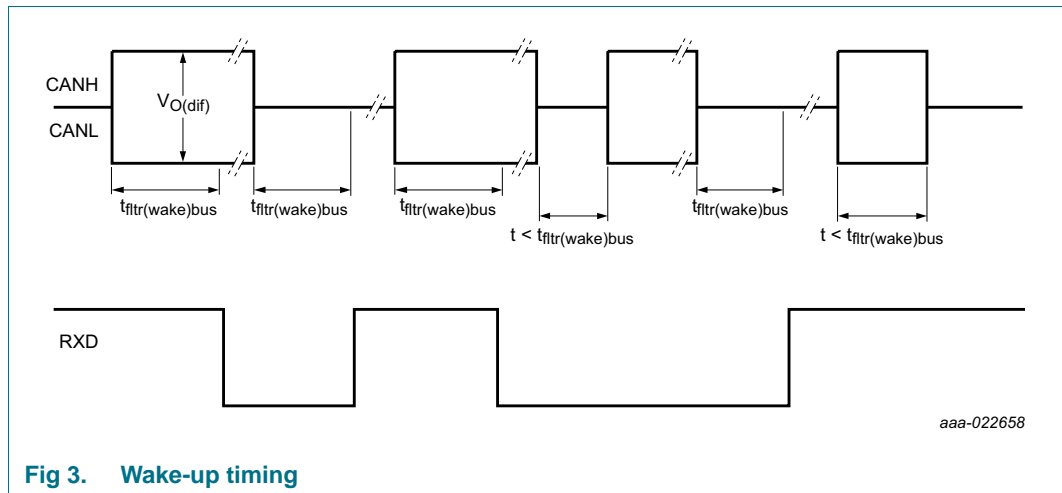 CANH
VO(dif)
CANL
tfltr(wake)bus
tfltr(wake)bus
tfltr(wake)bus
t < tfltr(wake)bus
tfltr(wake)bus
t < tfltr(wake)bus
RXD
aaa-022658
Fig 3. Wake-up timing